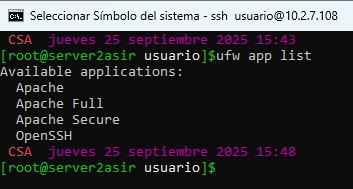 Seleccionar Símbolo del sistema - ssh usuario@10.2.7.108
CSA jueves 25 septiembre 2025 15:43
[root@server2asir usuario]$ufw app list
Available applications:
Apache
Apache Full
Apache Secure
OpenSSH
CSA jueves 25 septiembre 2025 15:48
[root@server2asir usuario]$